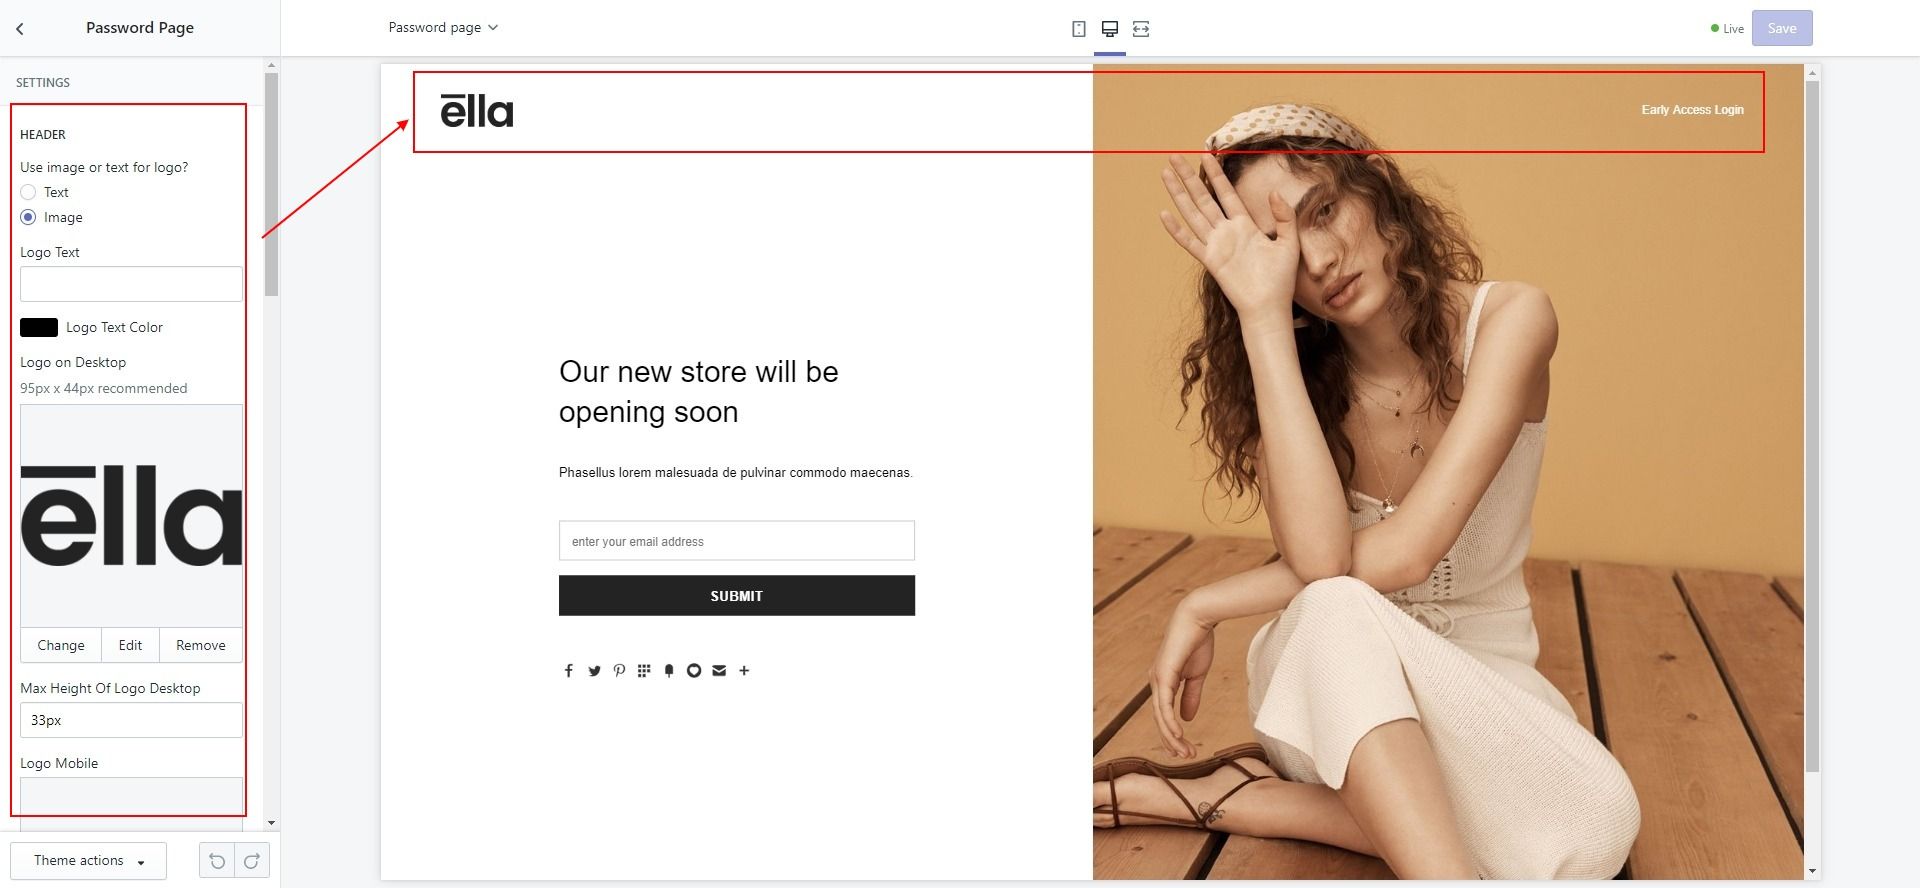 Password Page
Password page
Live
Save
SETTINGS
HEADER
Use image or text for logo?
Text
Image
Logo Text
Logo Text Color
Logo on Desktop
95px x 44px recommended
ēlla
Change
Edit
Remove
Max Height Of Logo Desktop
33px
Logo Mobile
Theme actions
ēlla
Early Access Login
Our new store will be
opening soon
Phasellus lorem malesuada de pulvinar commodo maecenas.
enter your email address
SUBMIT